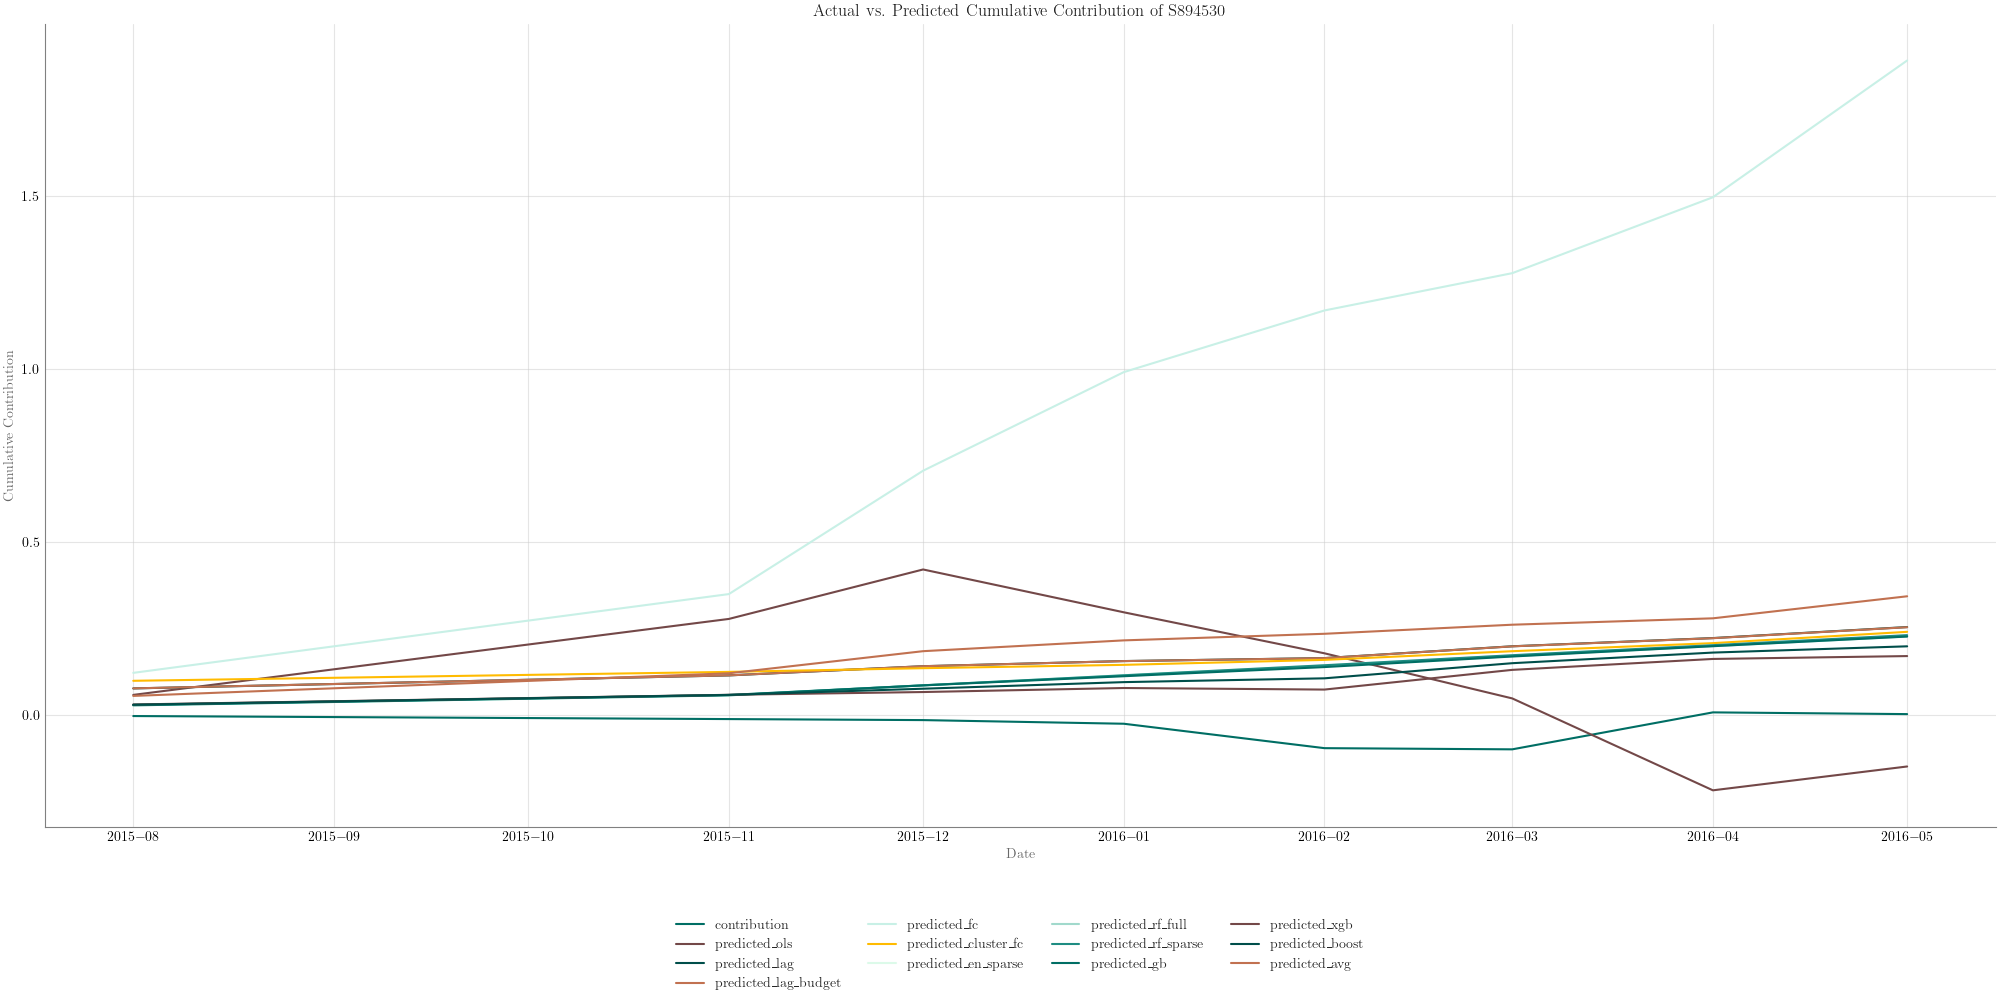 Actual vs. Predicted Cumulative Contribution of S894530
Cumulative Contribution
1.5
1.0
0.5
0.0
2015−08 2015−09 2015−10 2015−11 2015−12 2016−01 2016−02 2016−03 2016−04 2016−05
Date
contribution predicted_fc predicted_rf_full predicted_xgb
predicted_ols predicted_cluster_fc predicted_rf_sparse predicted_boost
predicted_lag predicted_en_sparse predicted_gb predicted_avg
predicted_lag_budget